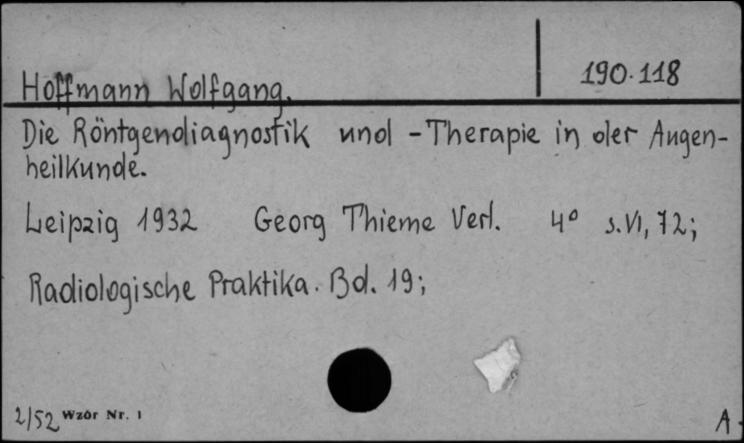 Hoffmann Wolfgang.
190.118
Die Röntgendiagnostik und -Therapie in der Augen-
heilkunde.
Leipzig 1932 Georg Thieme Verl. 4° s.VI, 72;
Radiologische Praktika. Bd. 19;
2/52 Wzór Nr. 1
A.